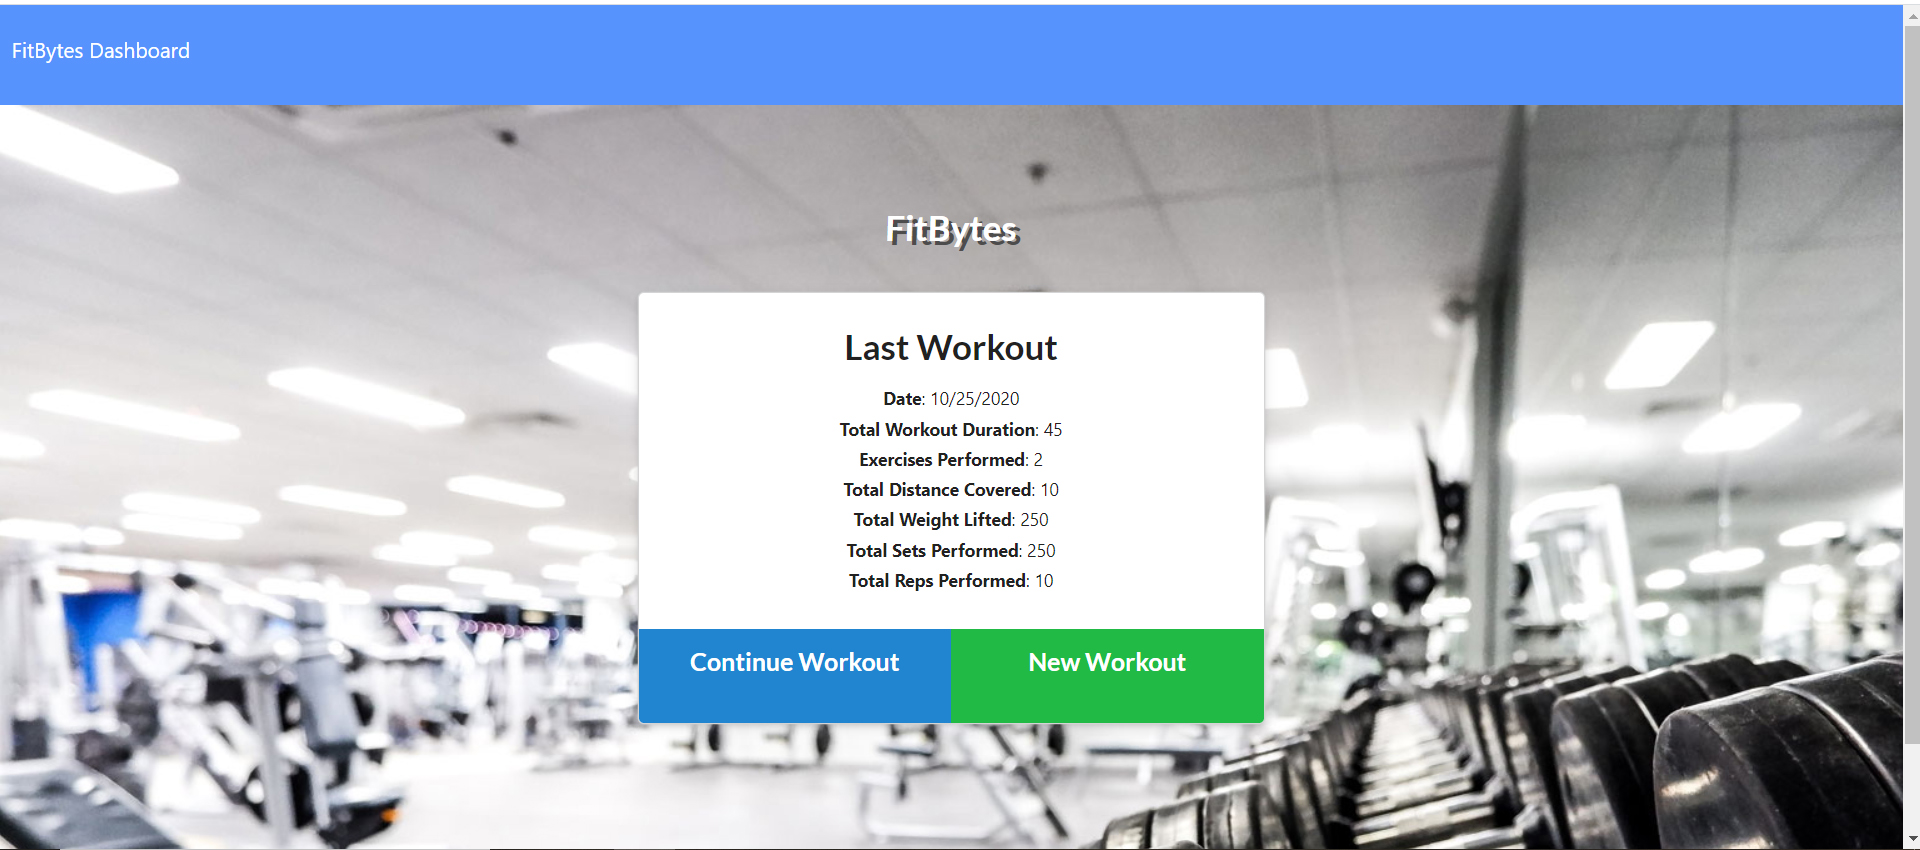 FitBytes Dashboard
FitBytes
Last Workout
Date: 10/25/2020
Total Workout Duration: 45
Exercises Performed: 2
Total Distance Covered: 10
Total Weight Lifted: 250
Total Sets Performed: 250
Total Reps Performed: 10
Continue Workout
New Workout